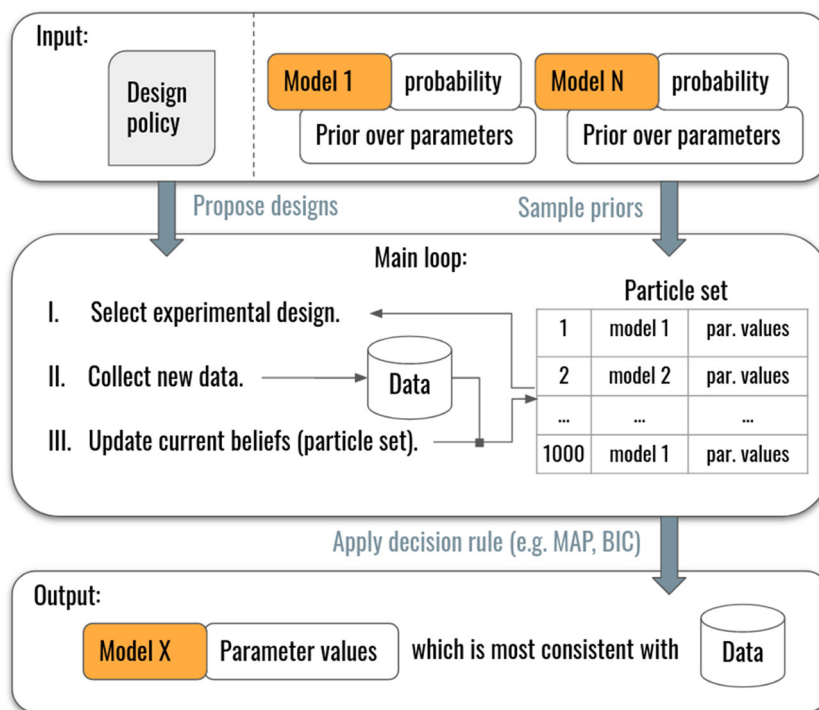 Input:
Design
policy
Model 1 probability
Prior over parameters
Model N probability
Prior over parameters
Propose designs
Sample priors
Main loop:
I. Select experimental design.
II. Collect new data.
Data
III. Update current beliefs (particle set).
Particle set
1 model 1 par. values
2 model 2 par. values
... ... ...
1000 model 1 par. values
Apply decision rule (e.g. MAP, BIC)
Output:
Model X Parameter values which is most consistent with Data